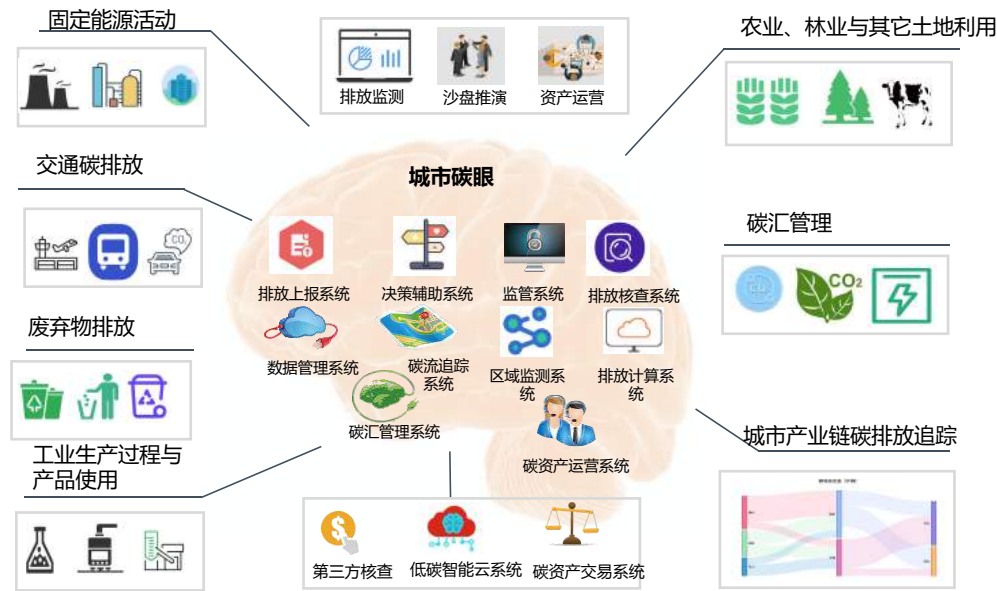 固定能源活动
排放监测
沙盘推演
资产运营
农业、林业与其它土地利用
交通碳排放
城市碳眼
碳汇管理
CO₂
CO₂
排放上报系统
决策辅助系统
监管系统
排放核查系统
废弃物排放
数据管理系统
碳流追踪
系统
区域监测系
统
排放计算系
统
碳汇管理系统
碳资产运营系统
工业生产过程与
产品使用
城市产业链碳排放追踪
第三方核查
低碳智能云系统
碳资产交易系统